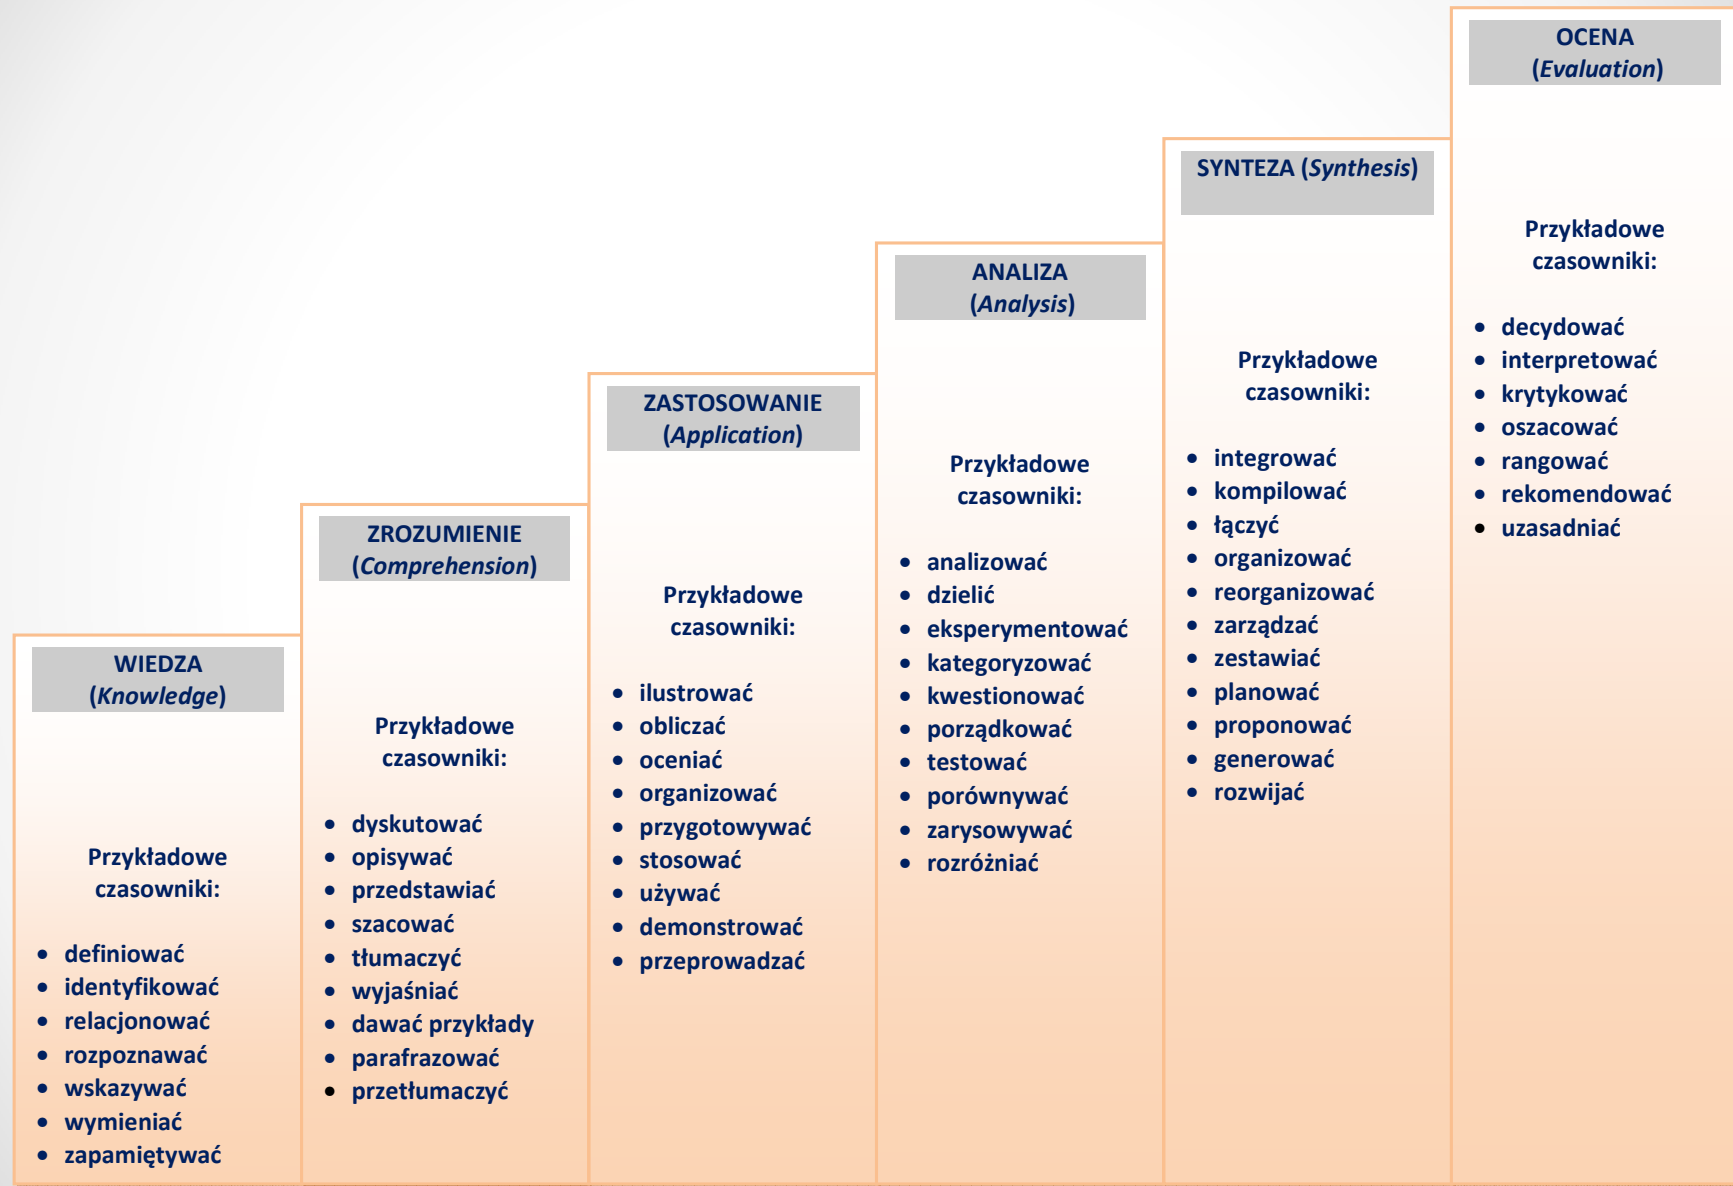 WIEDZA
(Knowledge)
Przykładowe
czasowniki:
• definiować
• identyfikować
• relacjonować
• rozpoznawać
• wskazywać
• wymieniać
• zapamiętywać
ZROZUMIENIE
(Comprehension)
Przykładowe
czasowniki:
• dyskutować
• opisywać
• przedstawiać
• szacować
• tłumaczyć
• wyjaśniać
• dawać przykłady
• parafrazować
• przetłumaczyć
ZASTOSOWANIE
(Application)
Przykładowe
czasowniki:
• ilustrować
• obliczać
• oceniać
• organizować
• przygotowywać
• stosować
• używać
• demonstrować
• przeprowadzać
ANALIZA
(Analysis)
Przykładowe
czasowniki:
• analizować
• dzielić
• eksperymentować
• kategoryzować
• kwestionować
• porządkować
• testować
• porównywać
• zarysowywać
• rozróżniać
SYNTEZA (Synthesis)
Przykładowe
czasowniki:
• integrować
• kompilować
• łączyć
• organizować
• reorganizować
• zarządzać
• zestawiać
• planować
• proponować
• generować
• rozwijać
OCENA
(Evaluation)
Przykładowe
czasowniki:
• decydować
• interpretować
• krytykować
• oszacować
• rangować
• rekomendować
• uzasadniać